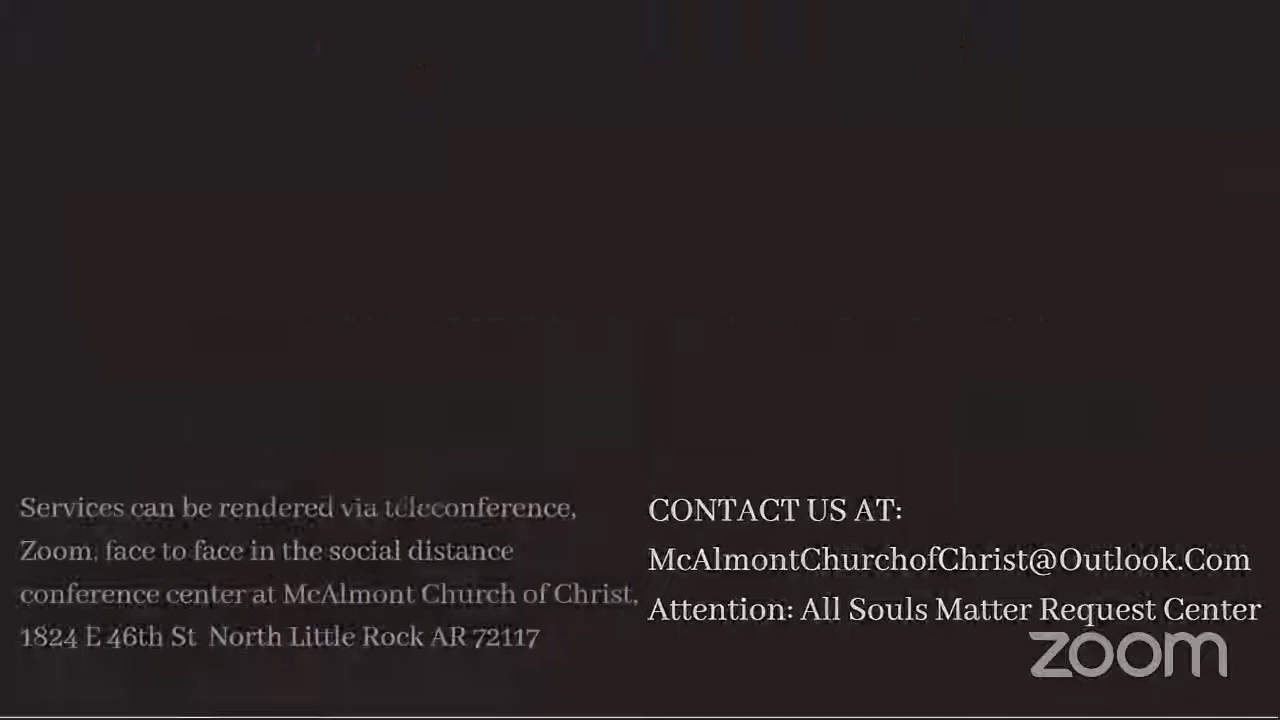 Services can be rendered via teleconference,
Zoom, face to face in the social distance
conference center at McAlmont Church of Christ,
1824 E 46th St North Little Rock AR 72117
CONTACT US AT:
McAlmontChurchofChrist@Outlook.Com
Attention: All Souls Matter Request Center
zoom